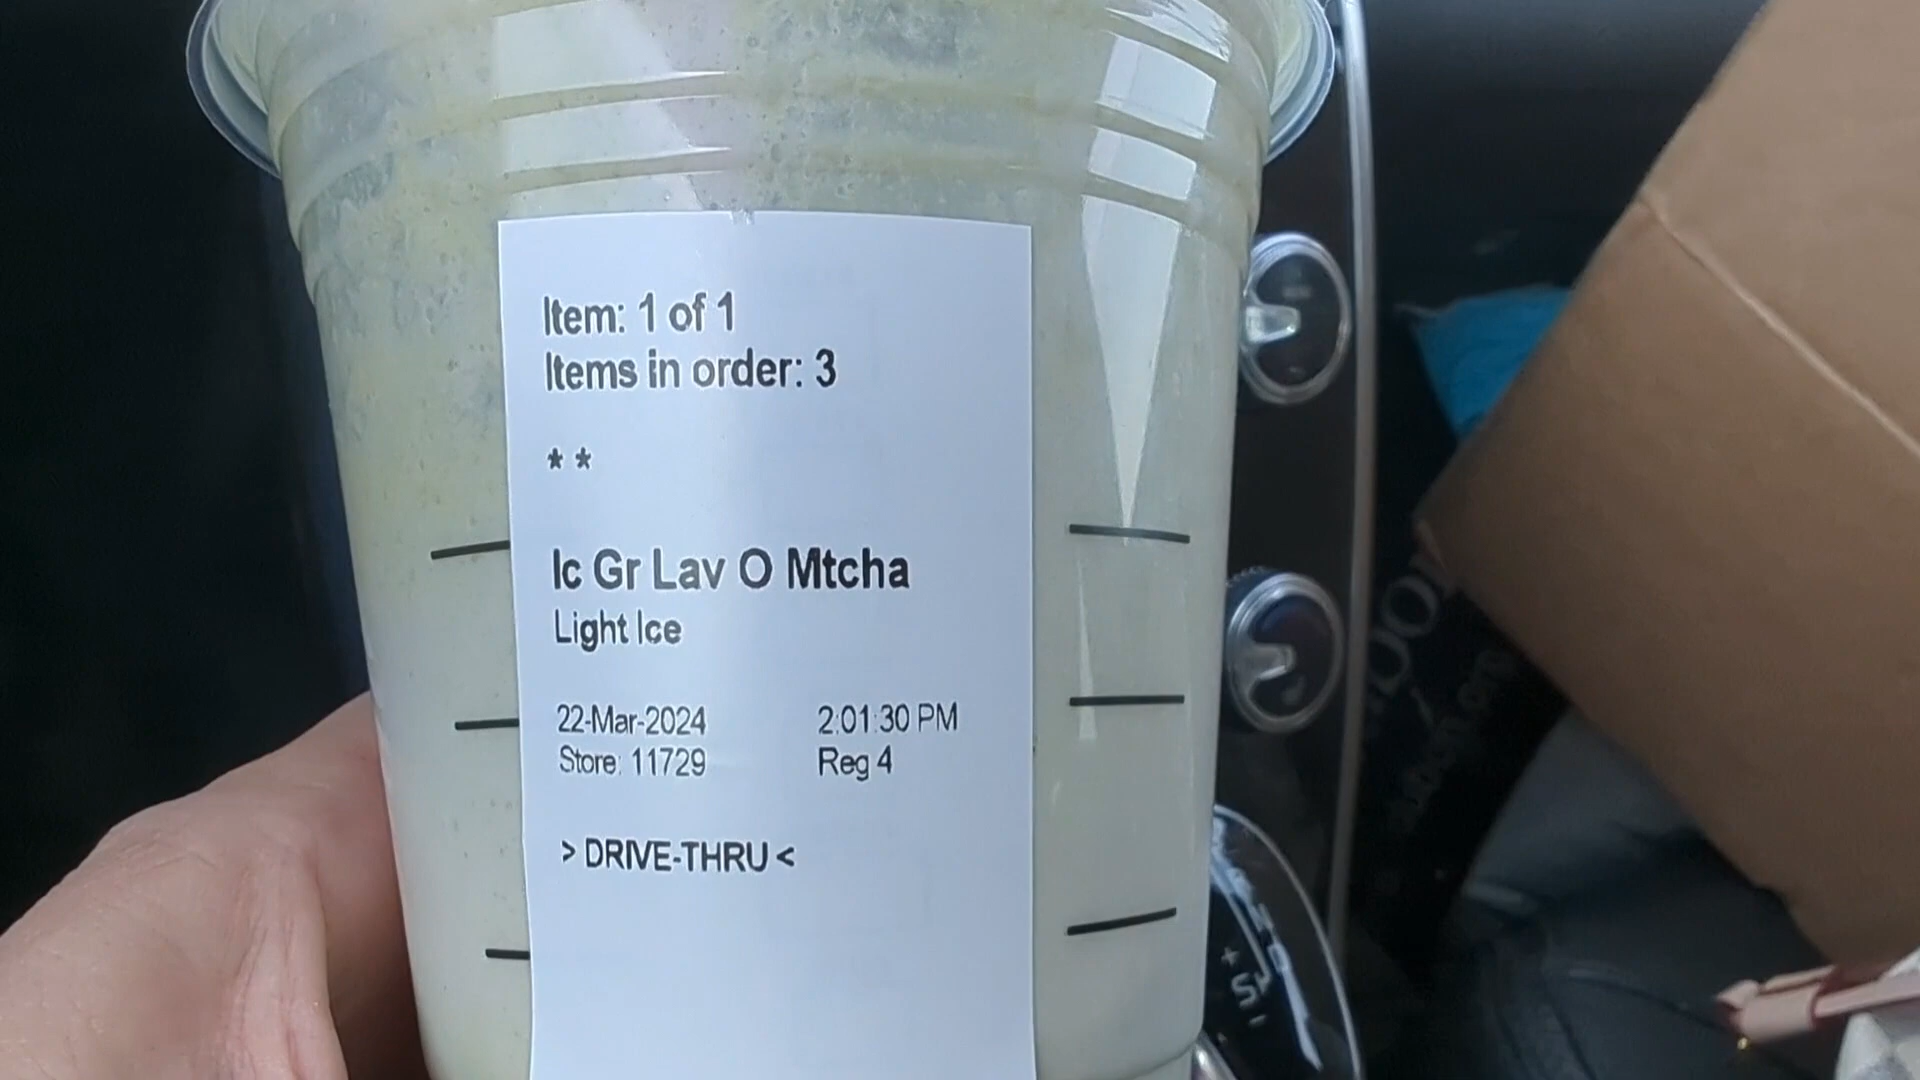 Item: 1 of 1
Items in order: 3
* *
Ic Gr Lav O Mtcha
Light Ice
22-Mar-2024 2:01:30 PM
Store: 11729 Reg 4
> DRIVE-THRU <
+
S
-